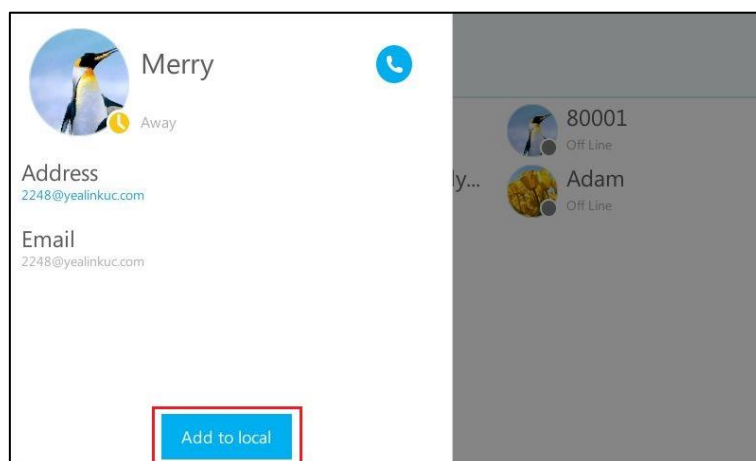 Merry
Away
Address
2248@yealinkuc.com
Email
2248@yealinkuc.com
Add to local
80001
Off Line
ly...
Adam
Off Line